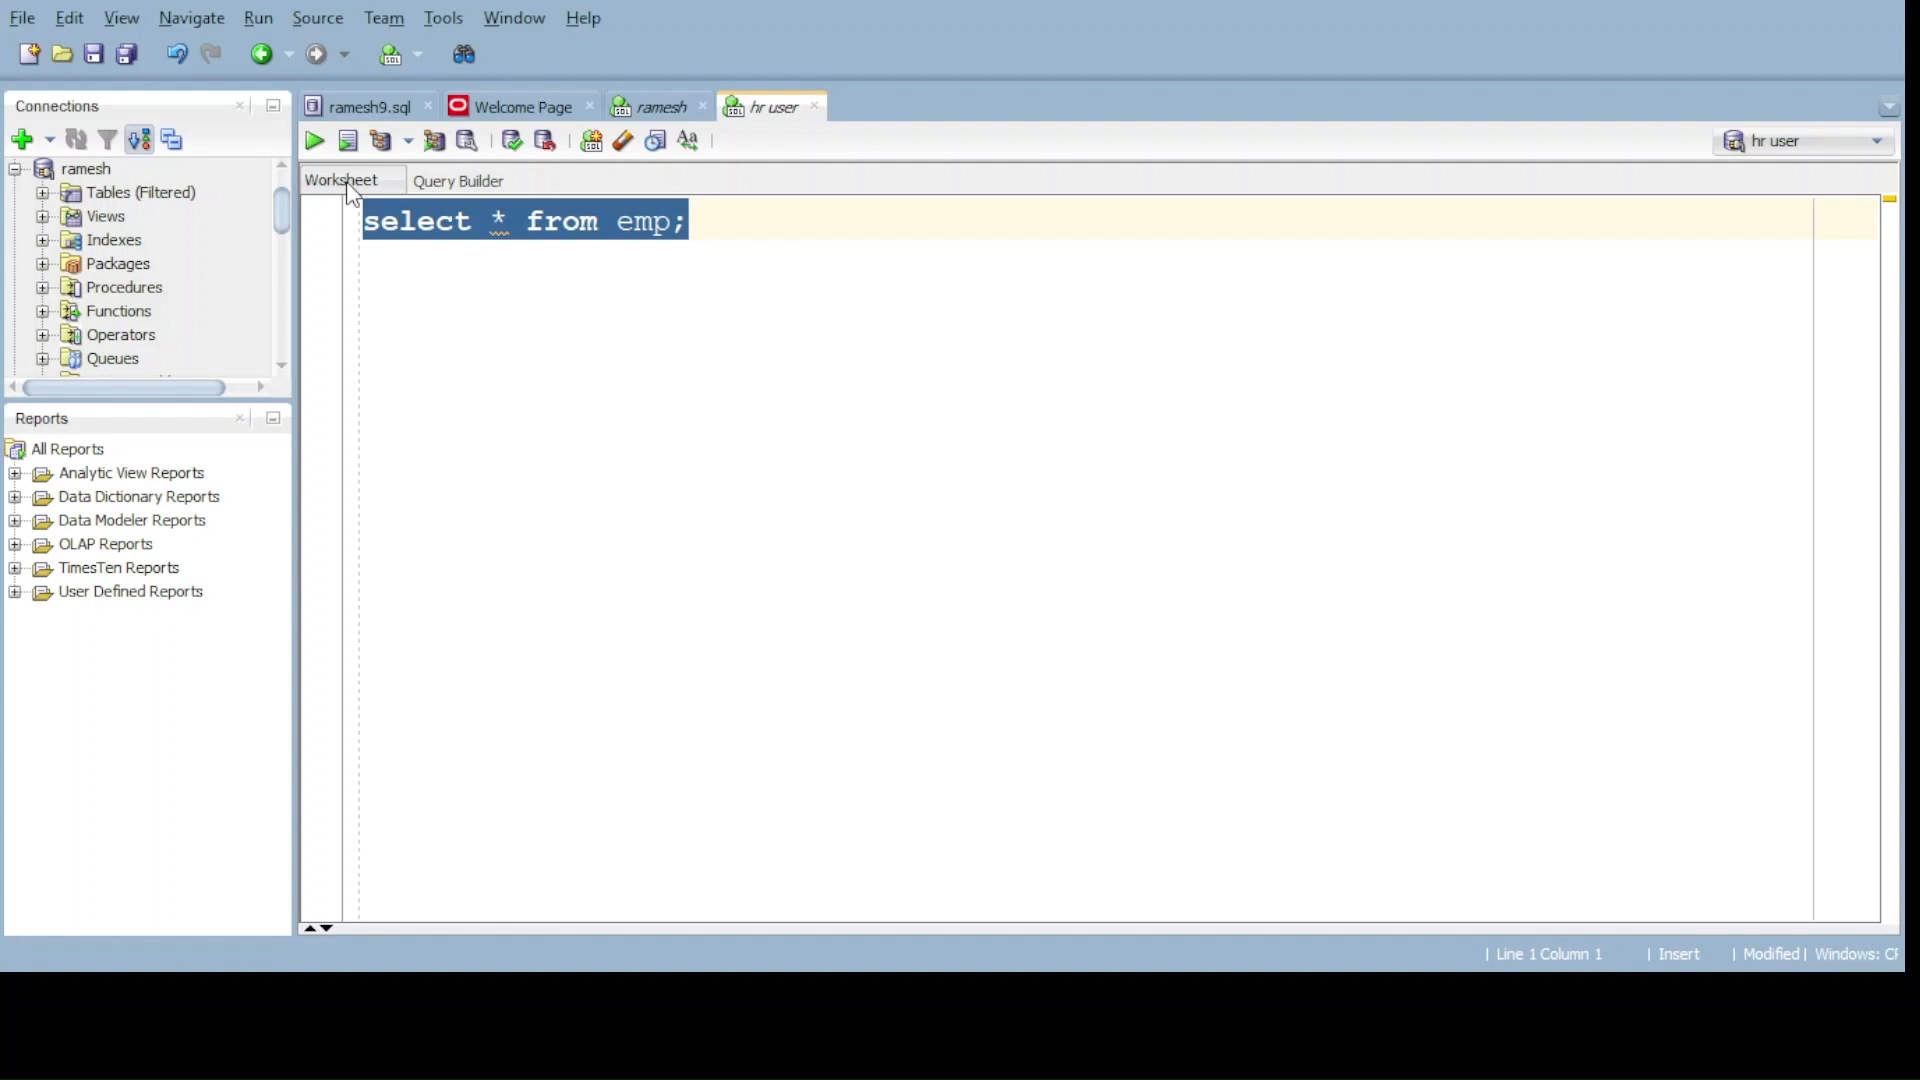 File Edit View Navigate Run Source Team Tools Window Help
Connections
ramesh
Tables (Filtered)
Views
Indexes
Packages
Procedures
Functions
Operators
Queues
Reports
All Reports
Analytic View Reports
Data Dictionary Reports
Data Modeler Reports
OLAP Reports
TimesTen Reports
User Defined Reports
ramesh9.sql Welcome Page ramesh hr user
hr user
Worksheet Query Builder
select * from emp;
Line 1 Column 1 | Insert | Modified | Windows: